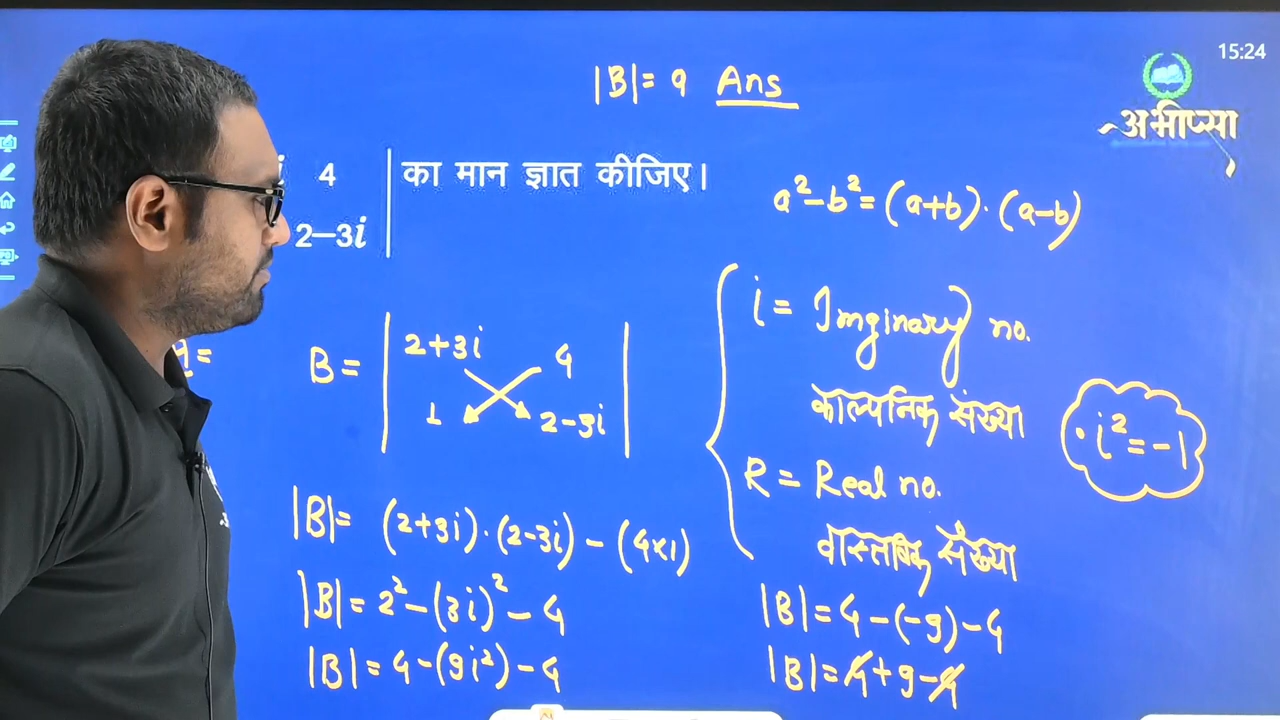 15:24
|B|= 9 Ans
अभीप्सा
i 4 | का मान ज्ञात कीजिए।
2−3i
a²−b²= (a+b)·(a−b)
i = Imginary no.
काल्पनिक संख्या
i² = −1
R = Real no.
वास्तविक संख्या
B = | 2+3i 4 |
1 2−3i
|B|= (2+3i)·(2−3i) − (4×1)
|B|= 2² −(3i)² − 4
|B|= 4−(9i²)−4
|B|= 4−(−9)−4
|B|= 4+9−4